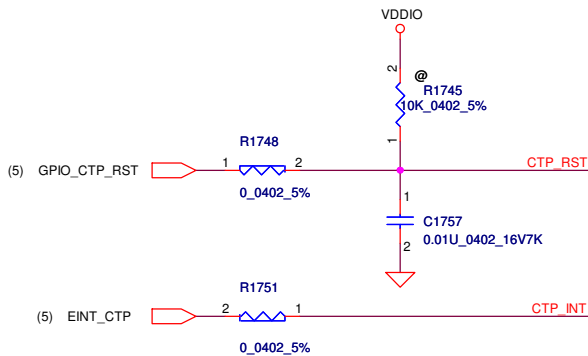 VDDIO
2
@
R1745
10K_0402_5%
1
R1748
(5) GPIO_CTP_RST 1 2 CTP_RST
0_0402_5%
1
C1757
2
0.01U_0402_16V7K
R1751
(5) EINT_CTP 2 1 CTP_INT
0_0402_5%